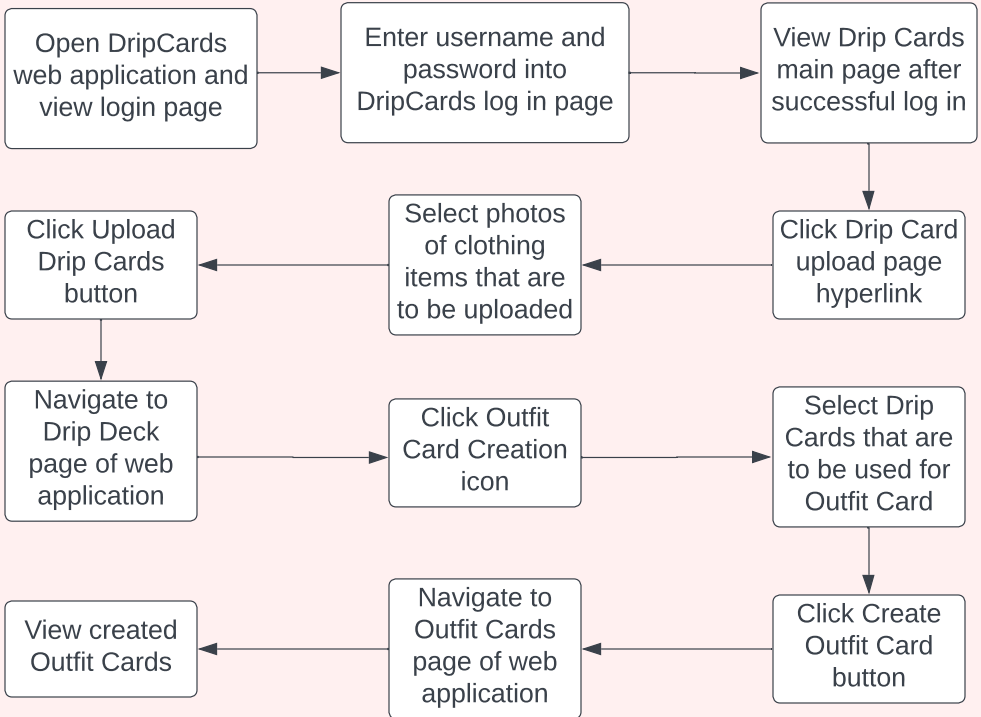 Open DripCards
web application and
view login page
Enter username and
password into
DripCards log in page
View Drip Cards
main page after
successful log in
Click Drip Card
upload page
hyperlink
Select photos
of clothing
items that are
to be uploaded
Click Upload
Drip Cards
button
Navigate to
Drip Deck
page of web
application
Click Outfit
Card Creation
icon
Select Drip
Cards that are
to be used for
Outfit Card
Click Create
Outfit Card
button
Navigate to
Outfit Cards
page of web
application
View created
Outfit Cards